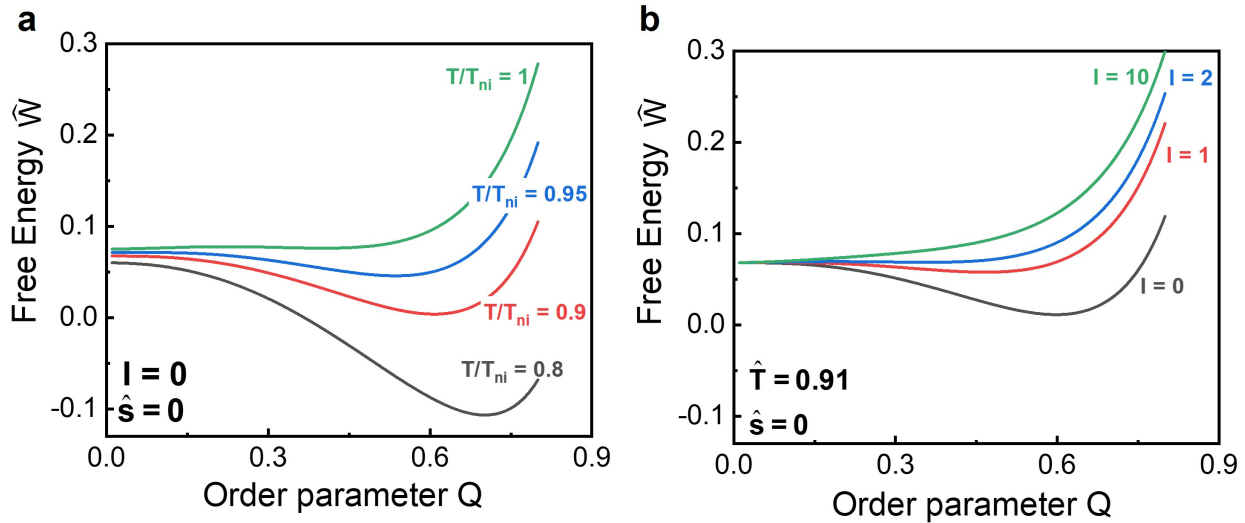 a
0.3
0.2
0.1
0.0
-0.1
Free Energy Ŵ
T/Tni = 1
T/Tni = 0.95
T/Tni = 0.9
T/Tni = 0.8
I = 0
ŝ = 0
0.0 0.3 0.6 0.9
Order parameter Q
b
0.3
0.2
0.1
0.0
-0.1
Free Energy Ŵ
I = 10 I = 2
I = 1
I = 0
T̂ = 0.91
ŝ = 0
0.0 0.3 0.6 0.9
Order parameter Q